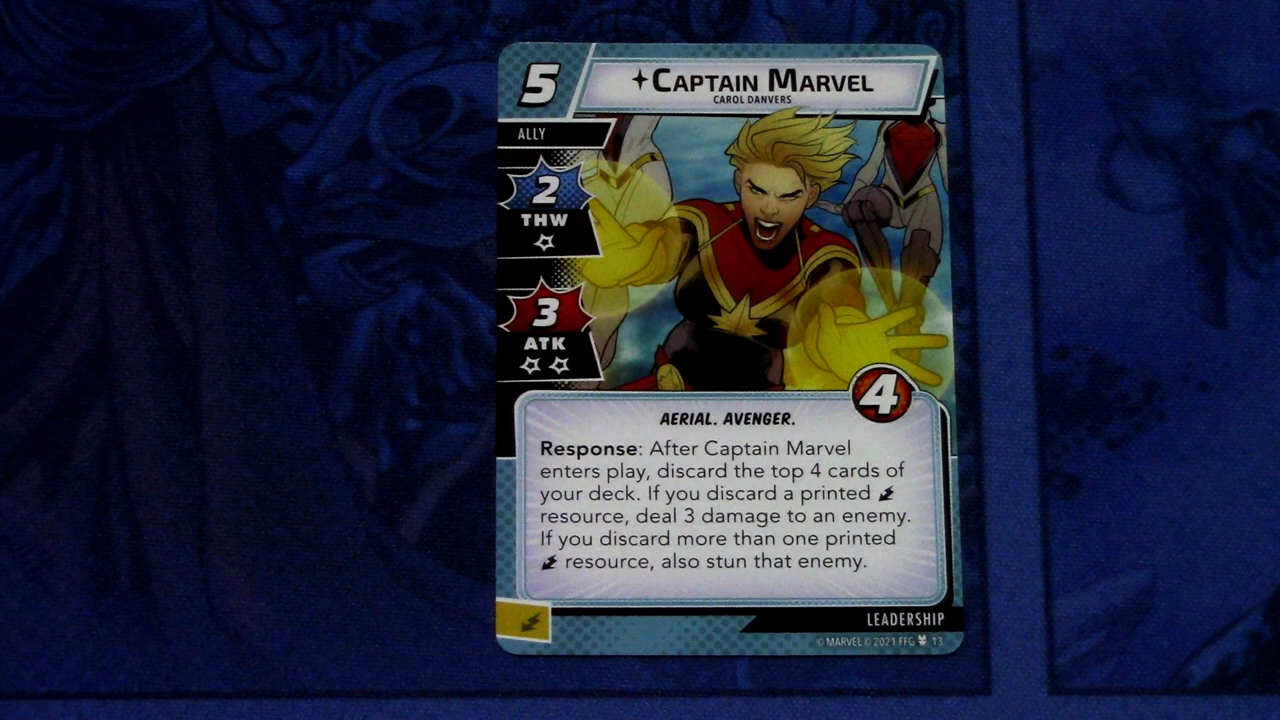 5
CAPTAIN MARVEL
CAROL DANVERS
ALLY
2
THW
3
ATK
4
AERIAL. AVENGER.
Response: After Captain Marvel
enters play, discard the top 4 cards of
your deck. If you discard a printed
resource, deal 3 damage to an enemy.
If you discard more than one printed
resource, also stun that enemy.
LEADERSHIP
© MARVEL © 2021 FFG 13